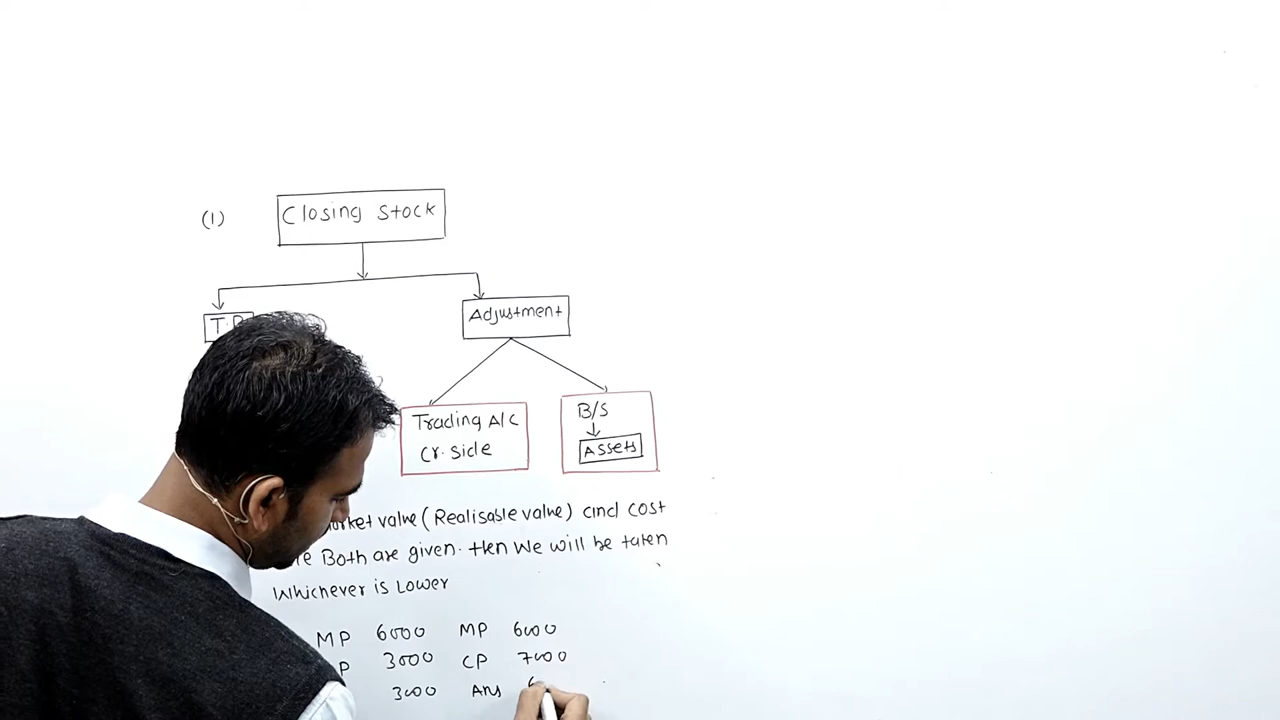 (1) Closing Stock
T.B
Adjustment
Trading A/C
Cr. Side
B/S
Assets
Market value (Realisable value) and cost
Both are given. then We will be taken
Whichever is Lower
MP 6000 MP 6000
P 3000 CP 7000
3000 Ans